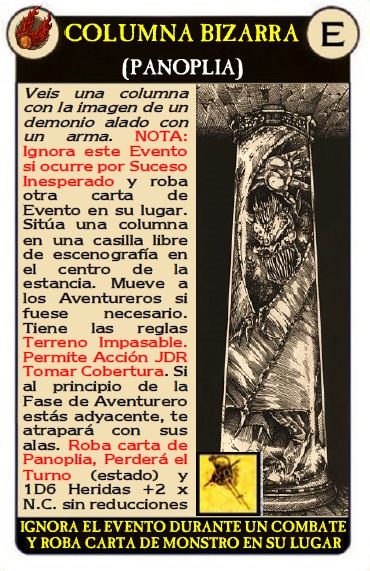 COLUMNA BIZARRA
E
(PANOPLIA)
Veis una columna
con la imagen de un
demonio alado con
un arma. NOTA:
Ignora este Evento
si ocurre por Suceso
Inesperado y roba
otra carta de
Evento en su lugar.
Sitúa una columna
en una casilla libre
de escenografía en
el centro de la
estancia. Mueve a
los Aventureros si
fuese necesario.
Tiene las reglas
Terreno Impasable.
Permite Acción JDR
Tomar Cobertura. Si
al principio de la
Fase de Aventurero
estás adyacente, te
atrapará con sus
alas. Roba carta de
Panoplia, Perderá el
Turno (estado) y
1D6 Heridas +2 x
N.C. sin reducciones
IGNORA EL EVENTO DURANTE UN COMBATE
Y ROBA CARTA DE MONSTRO EN SU LUGAR